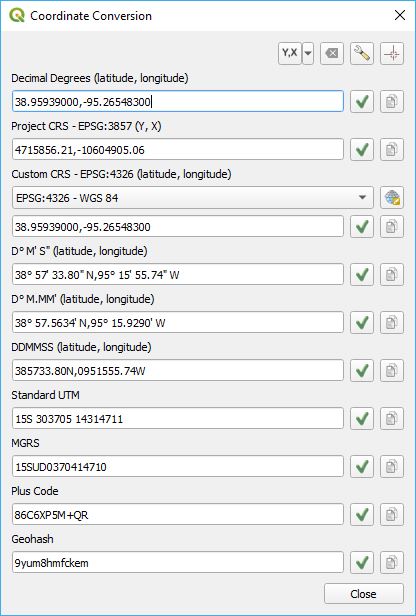 Coordinate Conversion
Y,X
Decimal Degrees (latitude, longitude)
38.95939000,-95.26548300
Project CRS - EPSG:3857 (Y, X)
4715856.21,-10604905.06
Custom CRS - EPSG:4326 (latitude, longitude)
EPSG:4326 - WGS 84
38.95939000,-95.26548300
D° M' S" (latitude, longitude)
38° 57' 33.80" N,95° 15' 55.74" W
D° M.MM' (latitude, longitude)
38° 57.5634' N,95° 15.9290' W
DDMMSS (latitude, longitude)
385733.80N,0951555.74W
Standard UTM
15S 303705 14314711
MGRS
15SUD0370414710
Plus Code
86C6XP5M+QR
Geohash
9yum8hmfckem
Close